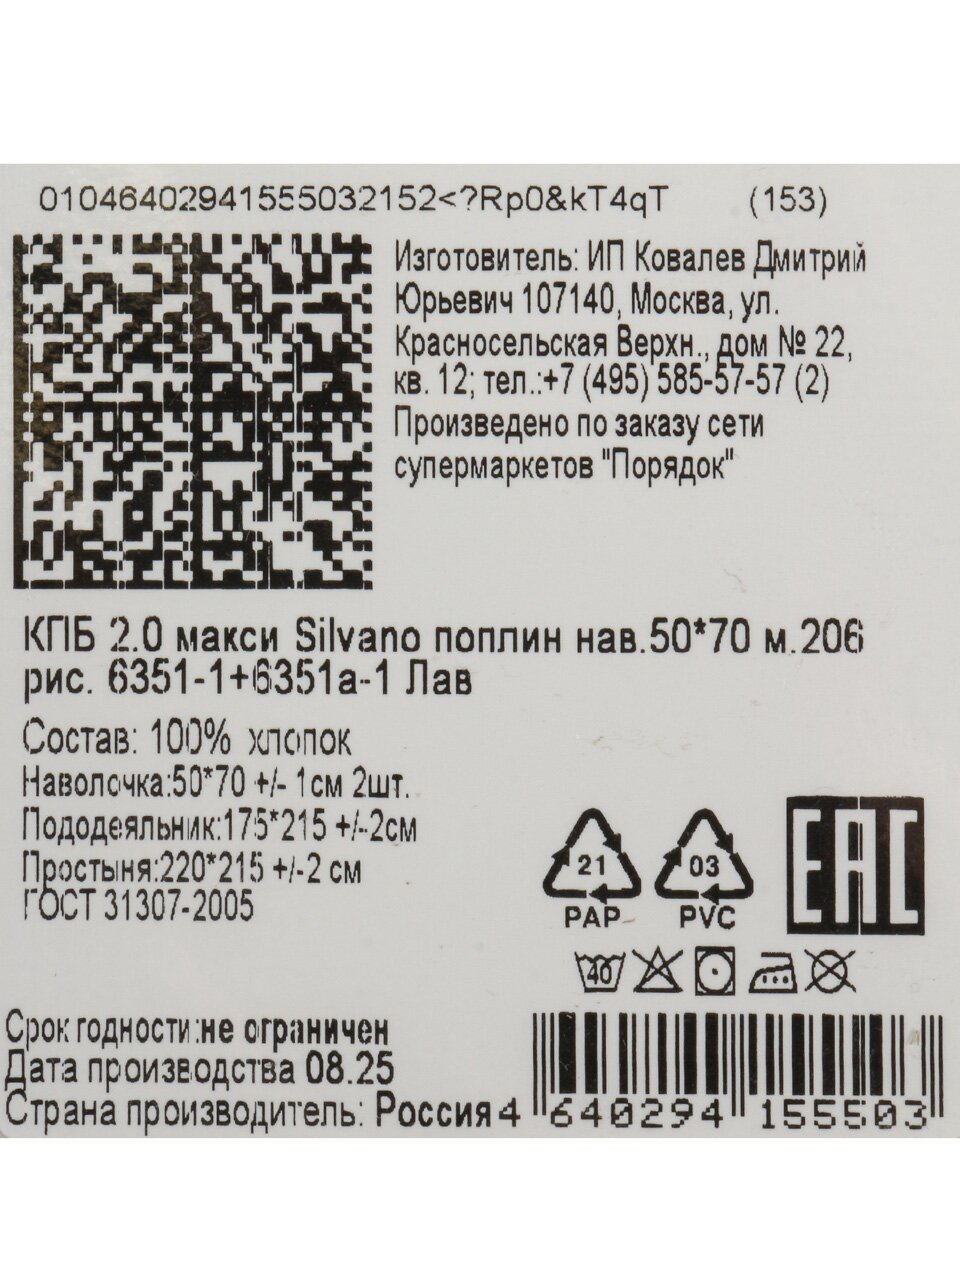 01046402941555032152<?Rp0&kT4qT (153)
Изготовитель: ИП Ковалев Дмитрий
Юрьевич 107140, Москва, ул.
Красносельская Верхн., дом № 22,
кв. 12; тел.:+7 (495) 585-57-57 (2)
Произведено по заказу сети
супермаркетов "Порядок"
КПБ 2.0 макси Silvano поплин нав.50*70 м.206
рис. 6351-1+6351а-1 Лав
Состав: 100% хлопок
Наволочка:50*70 +/- 1см 2шт.
Пододеяльник:175*215 +/-2см
Простыня:220*215 +/-2 см
ГОСТ 31307-2005
21 03 EAC
PAP PVC
40
Срок годности:не ограничен
Дата производства 08.25
Страна производитель: Россия
4 640294 155503